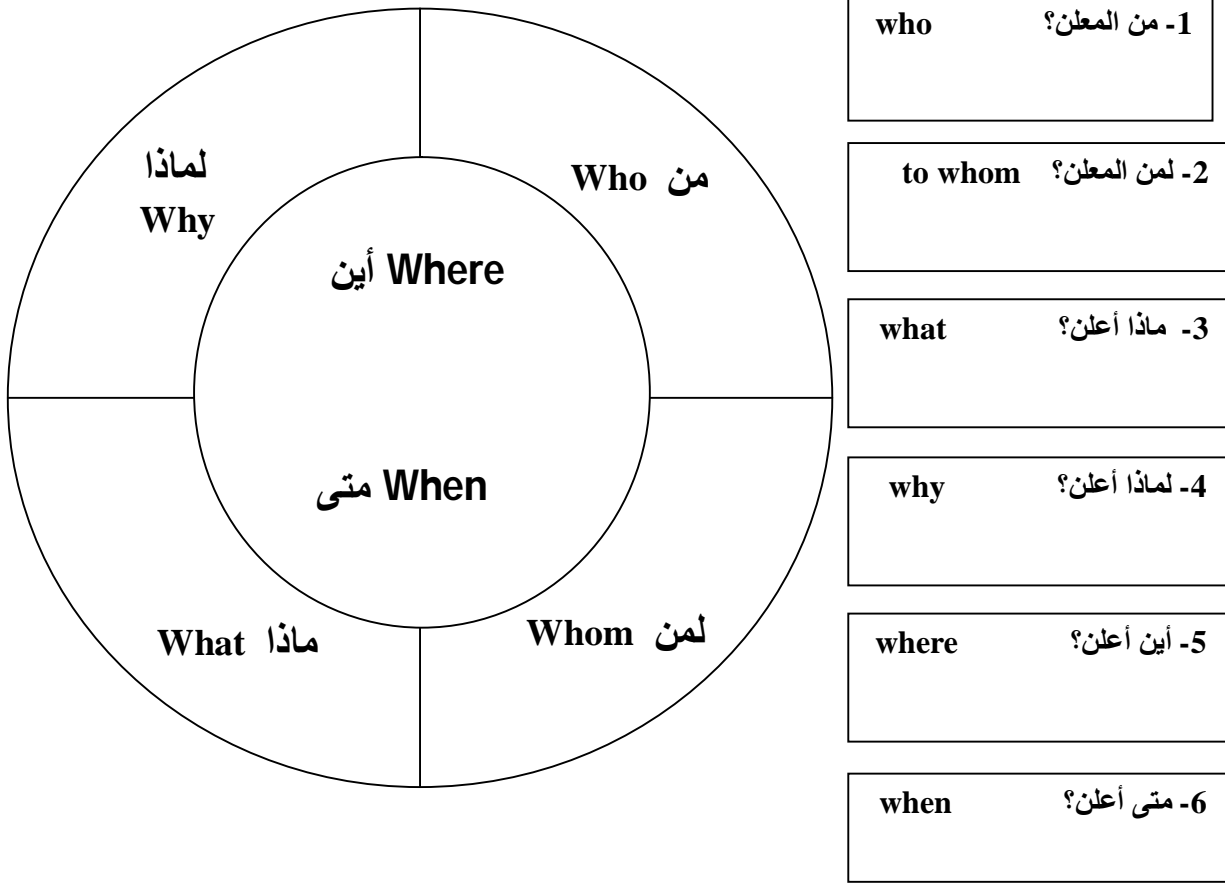 لماذا
Why
من Who
أين Where
متى When
ماذا What
لمن Whom
1- من المعلن؟ who
2- لمن المعلن؟ to whom
3- ماذا أعلن؟ what
4- لماذا أعلن؟ why
5- أين أعلن؟ where
6- متى أعلن؟ when